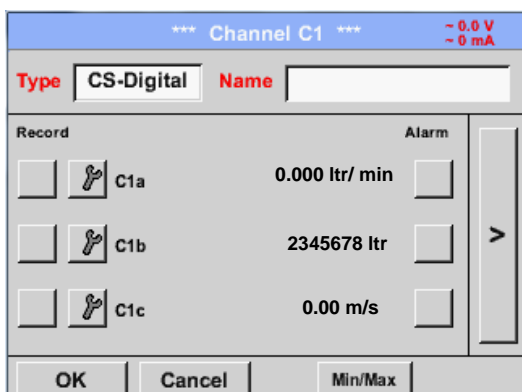 *** Channel C1 *** ~ 0.0 V
~ 0 mA
Type CS-Digital Name
Record Alarm
C1a 0.000 ltr/ min
C1b 2345678 ltr
>
C1c 0.00 m/s
OK Cancel Min/Max